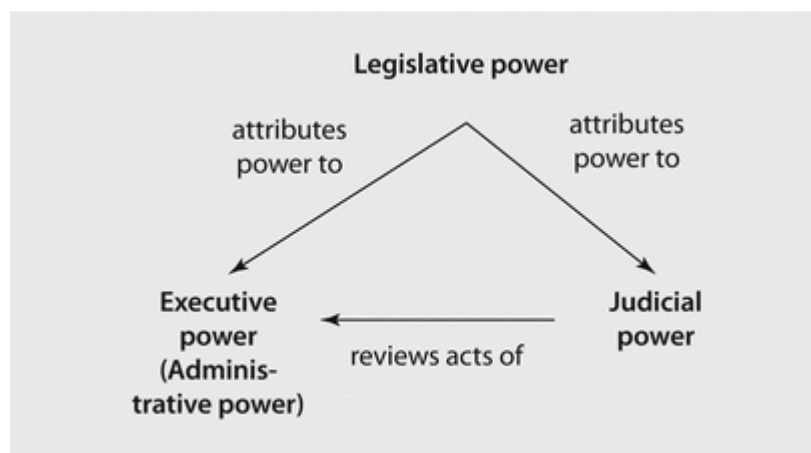 Legislative power
attributes
power to
attributes
power to
Executive
power
(Adminis-
trative power)
Judicial
power
reviews acts of